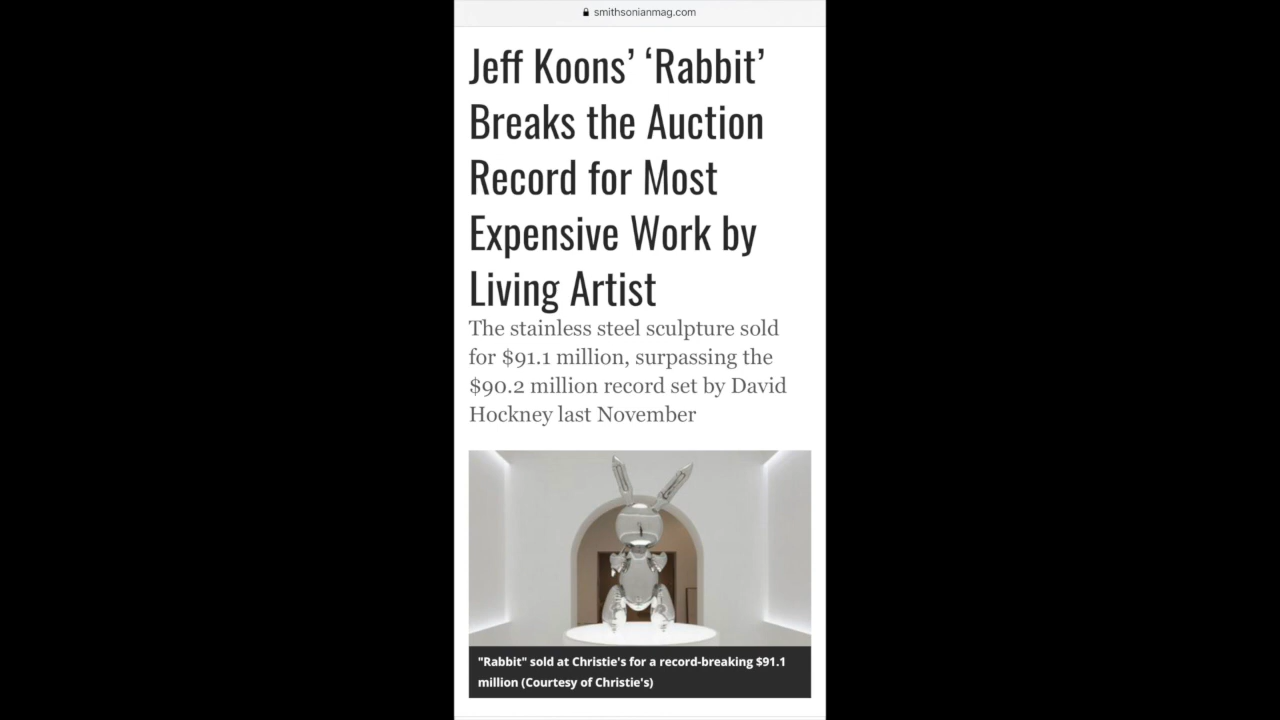 smithsonianmag.com
Jeff Koons’ ‘Rabbit’
Breaks the Auction
Record for Most
Expensive Work by
Living Artist
The stainless steel sculpture sold
for $91.1 million, surpassing the
$90.2 million record set by David
Hockney last November
"Rabbit" sold at Christie's for a record-breaking $91.1
million (Courtesy of Christie's)